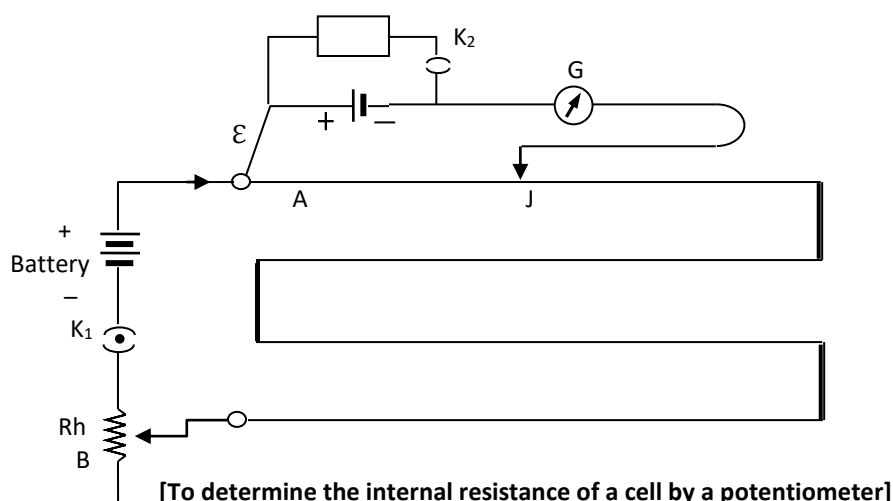 K₂
G
ε
+ –
A
J
+
Battery
–
K₁
Rh
B
[To determine the internal resistance of a cell by a potentiometer]